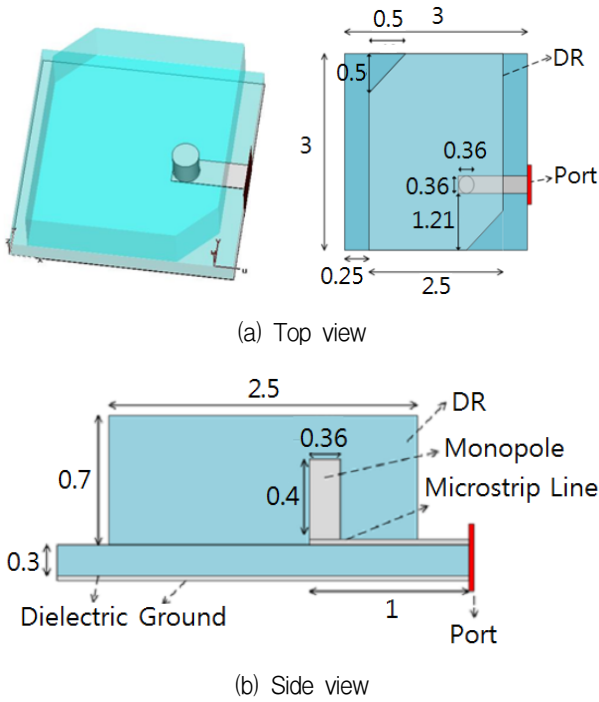 0.5
3
0.5
DR
3
0.36
0.36
Port
1.21
0.25
2.5
(a) Top view
2.5
DR
0.36
Monopole
0.7
0.4
Microstrip Line
0.3
1
Dielectric Ground
Port
(b) Side view